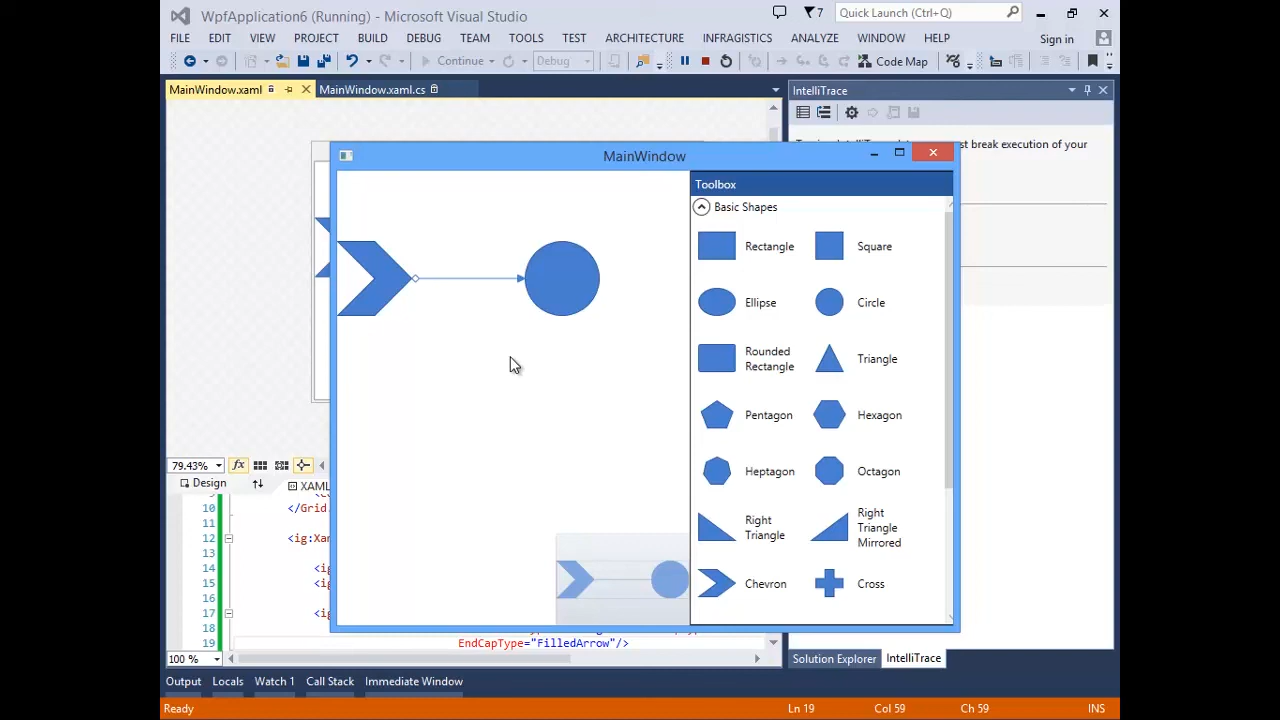 WpfApplication6 (Running) - Microsoft Visual Studio
7
Quick Launch (Ctrl+Q)
FILE EDIT VIEW PROJECT BUILD DEBUG TEAM TOOLS TEST ARCHITECTURE INFRAGISTICS ANALYZE WINDOW HELP Sign in
Continue Debug Code Map
MainWindow.xaml MainWindow.xaml.cs
IntelliTrace
st break execution of your
MainWindow
Toolbox
Basic Shapes
Rectangle Square
Ellipse Circle
Rounded
Rectangle
Triangle
Pentagon Hexagon
Heptagon Octagon
Right
Triangle
Right
Triangle
Mirrored
Chevron Cross
79.43% fx
Design XAML
10 </Grid.
11
12 <ig:Xam
13
14 <ig
15 <ig
16
17 <ig
18
19 EndCapType="FilledArrow"/>
100 %
Solution Explorer IntelliTrace
Output Locals Watch 1 Call Stack Immediate Window
Ready Ln 19 Col 59 Ch 59 INS